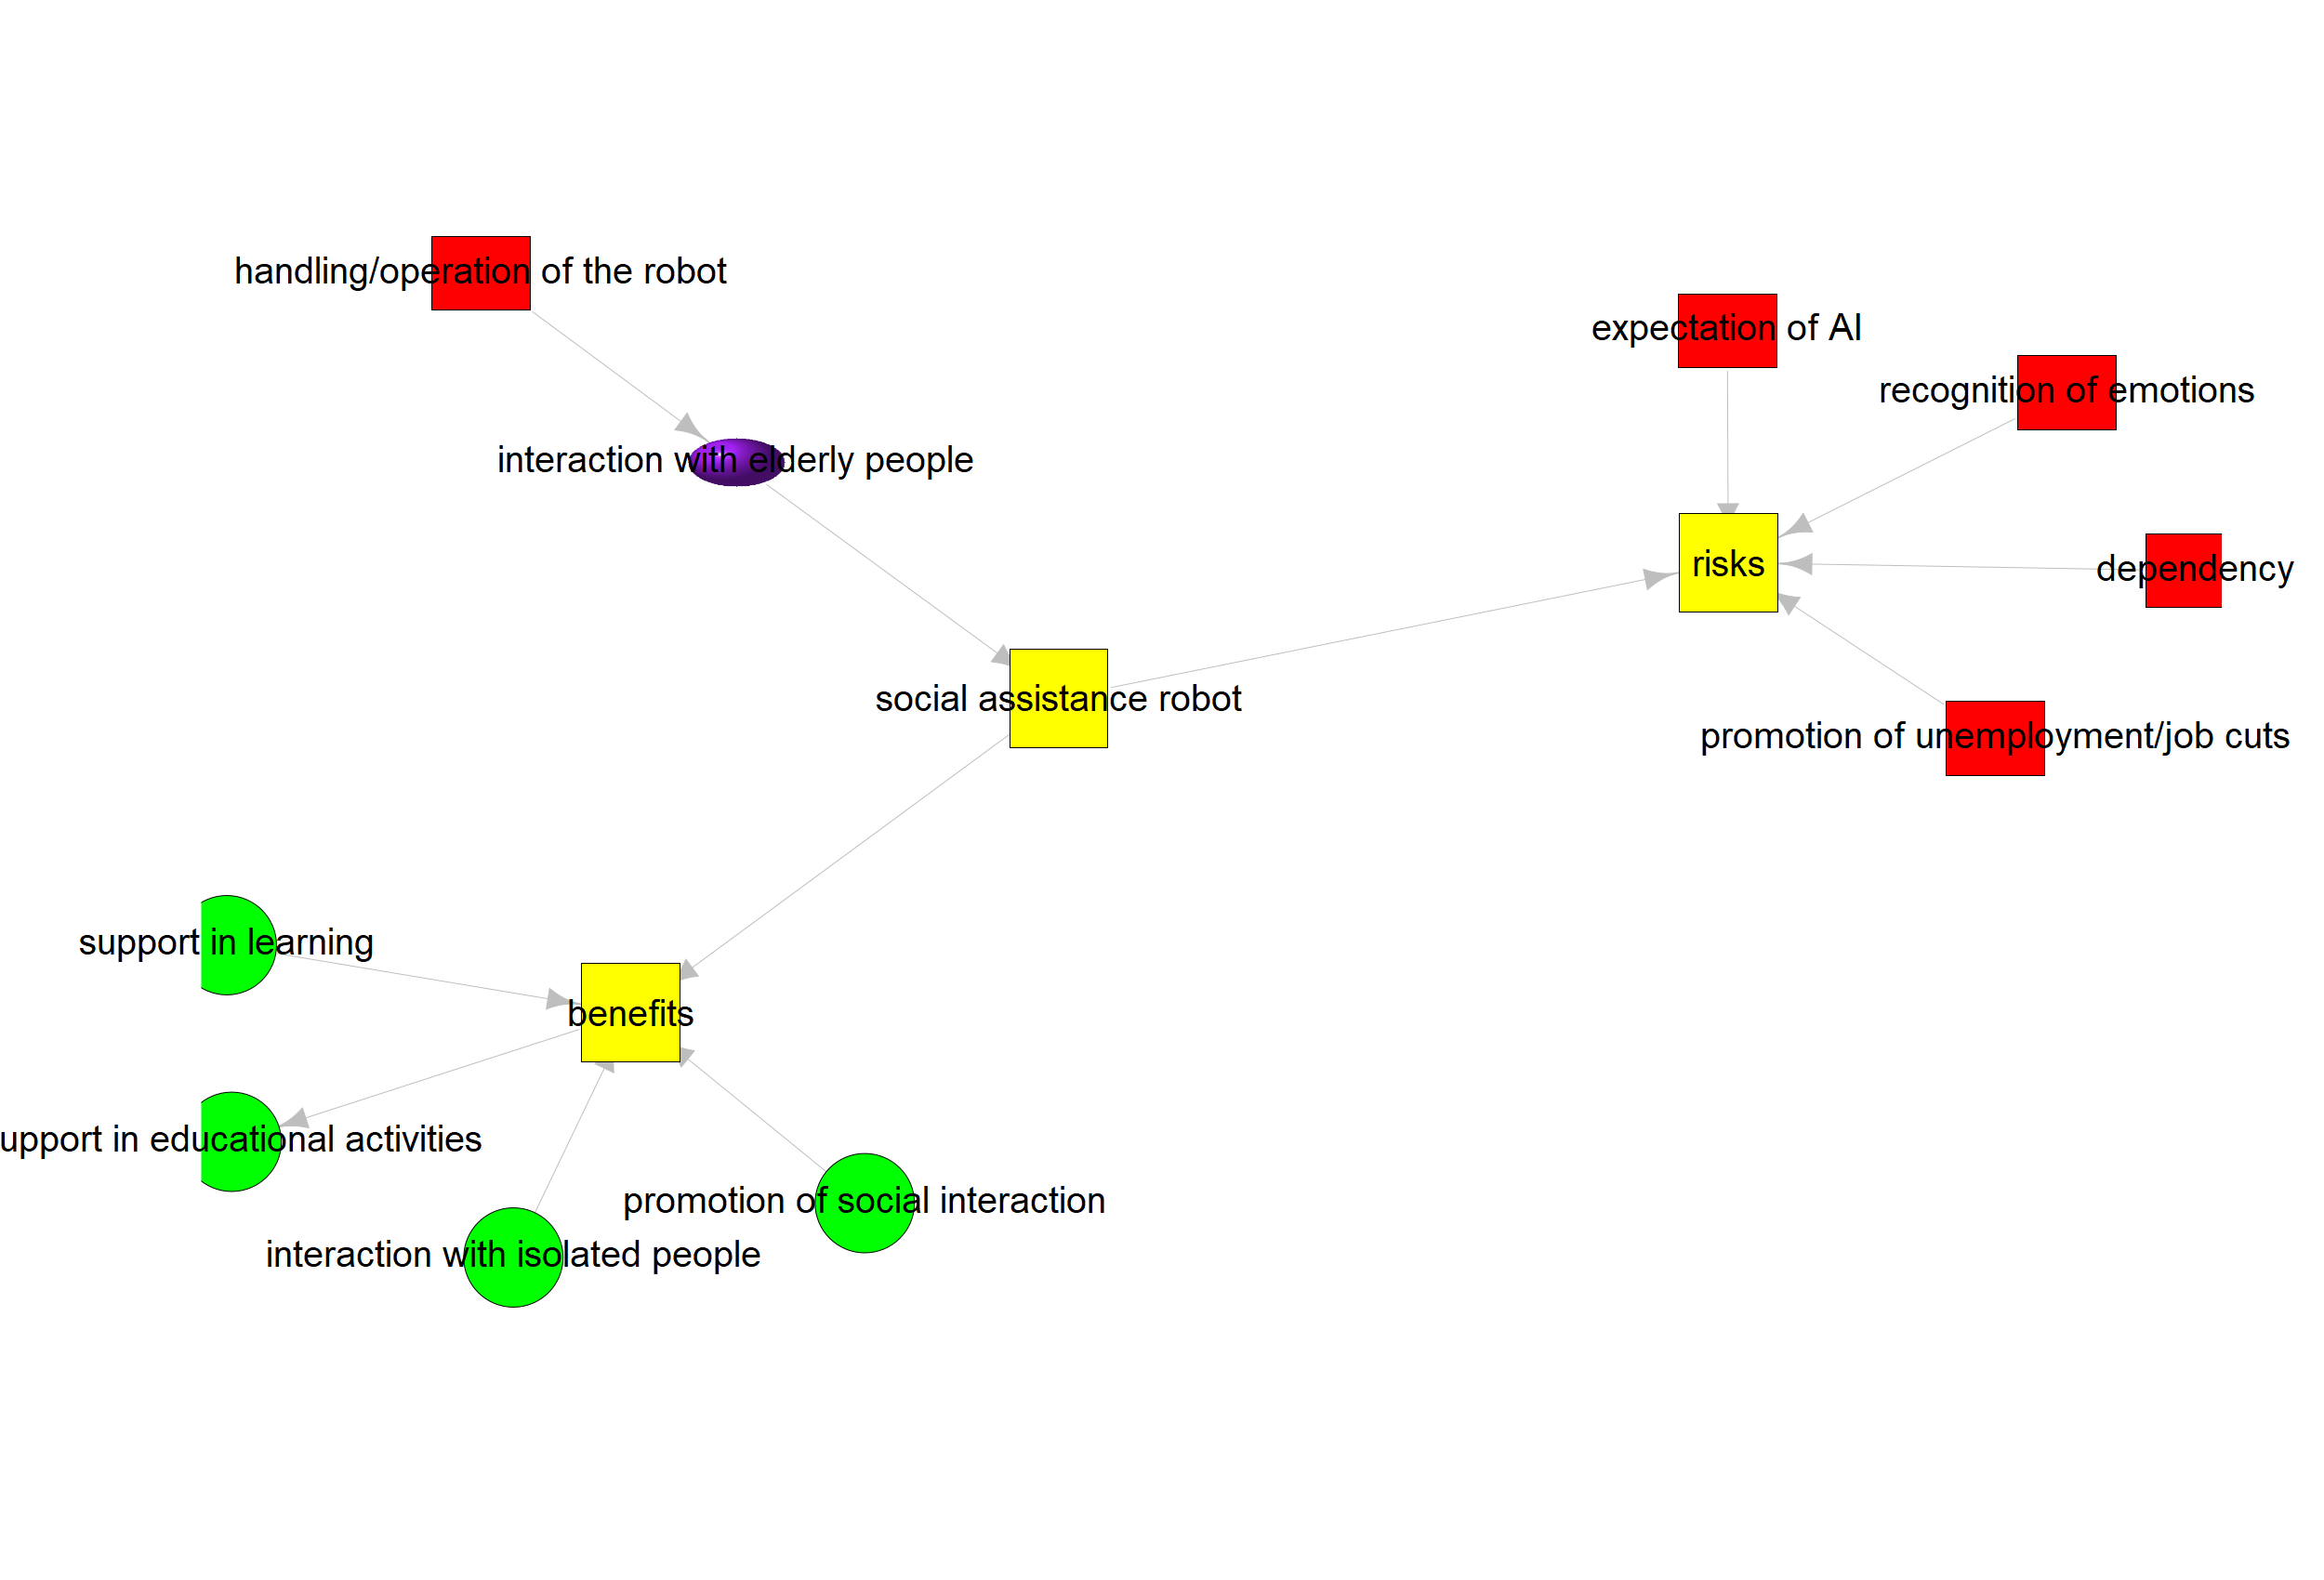 handling/operation of the robot
expectation of AI
recognition of emotions
interaction with elderly people
risks
dependency
social assistance robot
promotion of unemployment/job cuts
support in learning
benefits
upport in educational activities
promotion of social interaction
interaction with isolated people